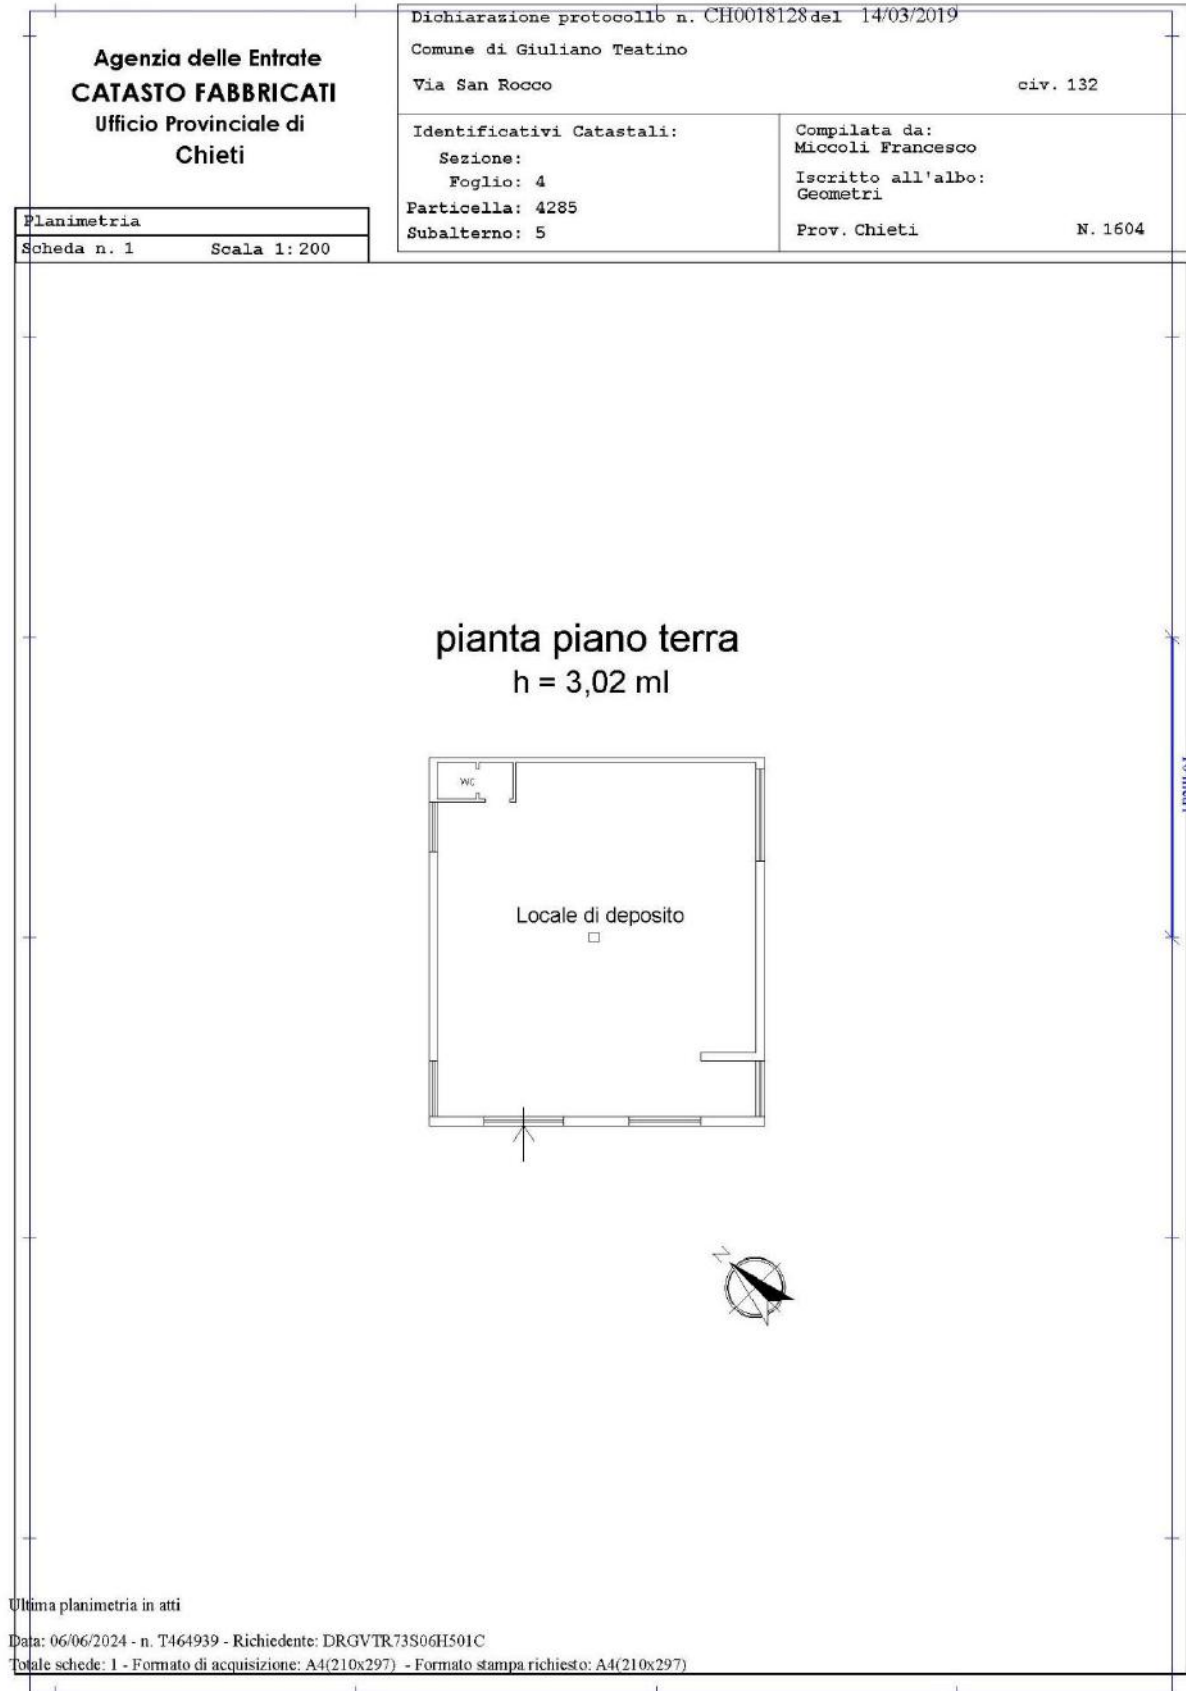 Agenzia delle Entrate
CATASTO FABBRICATI
Ufficio Provinciale di
Chieti
Planimetria
Scheda n. 1 Scala 1:200
Dichiarazione protocollo n. CH0018128 del 14/03/2019
Comune di Giuliano Teatino
Via San Rocco civ. 132
Identificativi Catastali:
Sezione:
Foglio: 4
Particella: 4285
Subalterno: 5
Compilata da:
Miccoli Francesco
Iscritto all'albo:
Geometri
Prov. Chieti N. 1604
pianta piano terra
h = 3,02 ml
WC
Locale di deposito
N
Ultima planimetria in atti
Data: 06/06/2024 - n. T464939 - Richiedente: DRGVTR73S06H501C
Totale schede: 1 - Formato di acquisizione: A4(210x297) - Formato stampa richiesto: A4(210x297)